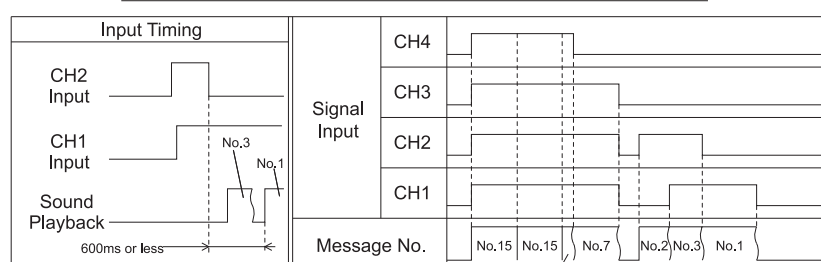 Input Timing
CH2
Input
CH1
Input
No.3
No.1
Sound
Playback
600ms or less
Signal
Input
CH4
CH3
CH2
CH1
Message No.
No.15
No.15
No.7
No.2
No.3
No.1